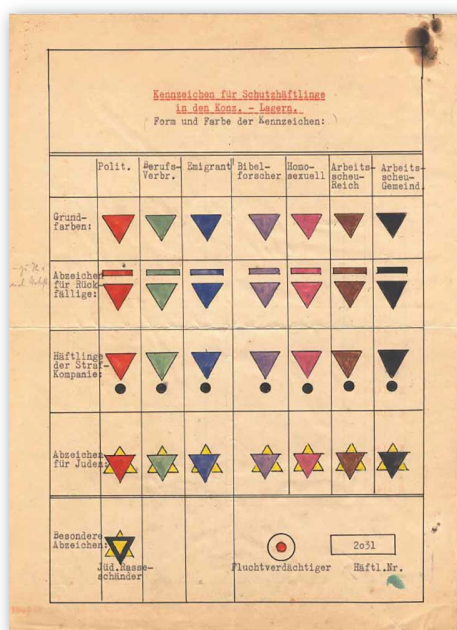 Kennzeichen für Schutzhäftlinge
in den Konz. - Lagern.
Form und Farbe der Kennzeichen:
Polit.
Berufs-
Verbr.
Emigrant
Bibel-
forscher
Homo-
sexuell
Arbeits-
scheu-
Reich
Arbeits-
scheu-
Gemeind.
Grund-
farben:
Abzeichen
für Rück-
fällige:
Häftlinge
der Straf-
Kompanie:
Abzeichen
für Juden:
Besondere
Abzeichen:
Jüd.Rasse-
schänder
Fluchtverdächtiger
2o31
Häftl.Nr.